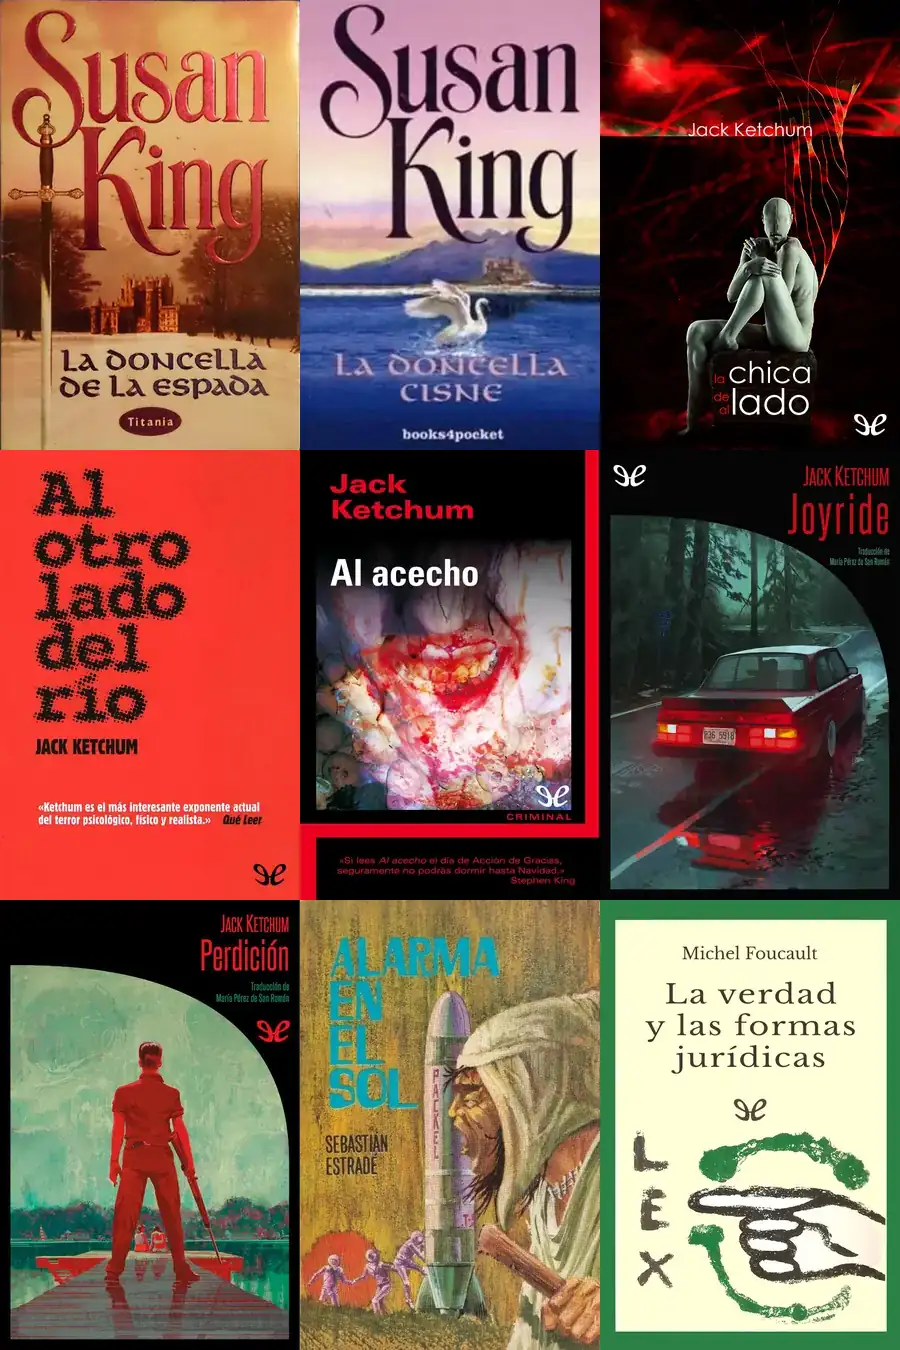 Susan
King
LA DONCELLA
DE LA ESPADA
Titania
Susan
King
LA DONCELLA
CISNE
books4pocket
Jack Ketchum
la chica
de
al lado
Al
otro
lado
del
río
JACK KETCHUM
«Ketchum es el más interesante exponente actual
del terror psicológico, físico y realista.» Qué Leer
Jack
Ketchum
Al acecho
CRIMINAL
«Si lees Al acecho el día de Acción de Gracias,
seguramente no podrás dormir hasta Navidad.»
Stephen King
JACK KETCHUM
Joyride
Traducción de
María Pérez de San Román
JACK KETCHUM
Perdición
Traducción de
María Pérez de San Román
ALARMA
EN
EL
SOL
SEBASTIÁN
ESTRADÉ
PACKEL
Michel Foucault
La verdad
y las formas
jurídicas
LEX